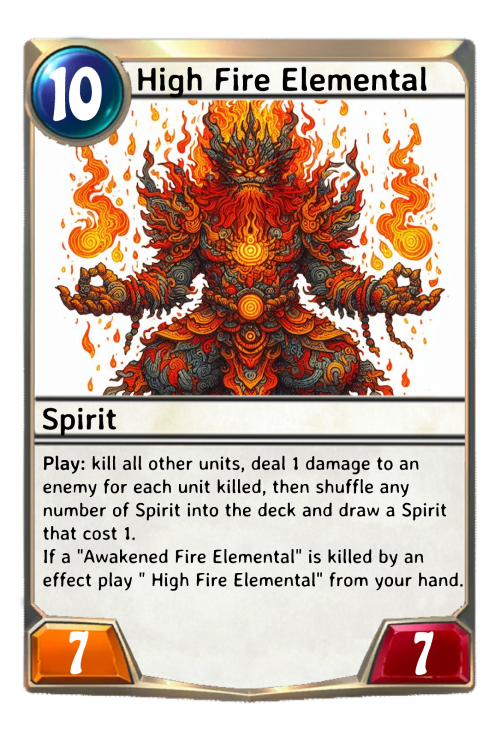 10
High Fire Elemental
Spirit
Play: kill all other units, deal 1 damage to an
enemy for each unit killed, then shuffle any
number of Spirit into the deck and draw a Spirit
that cost 1.
If a "Awakened Fire Elemental" is killed by an
effect play " High Fire Elemental" from your hand.
7
7